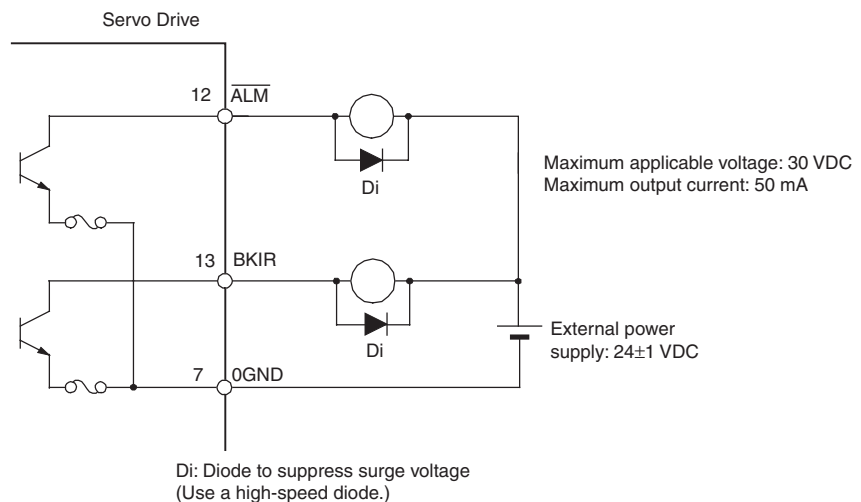 Servo Drive
12
A̅L̅M̅
Di
Maximum applicable voltage: 30 VDC
Maximum output current: 50 mA
13
BKIR
Di
External power
supply: 24±1 VDC
7
0GND
Di: Diode to suppress surge voltage
(Use a high-speed diode.)